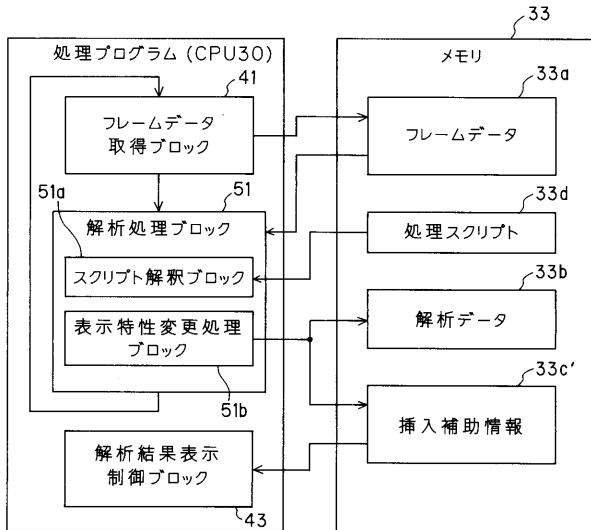 33
処理プログラム(CPU30)
メモリ
41
33a
フレームデータ
取得ブロック
フレームデータ
51a
51
33d
解析処理ブロック
処理スクリプト
スクリプト解釈ブロック
33b
表示特性変更処理
ブロック
解析データ
51b
33c'
挿入補助情報
解析結果表示
制御ブロック
43